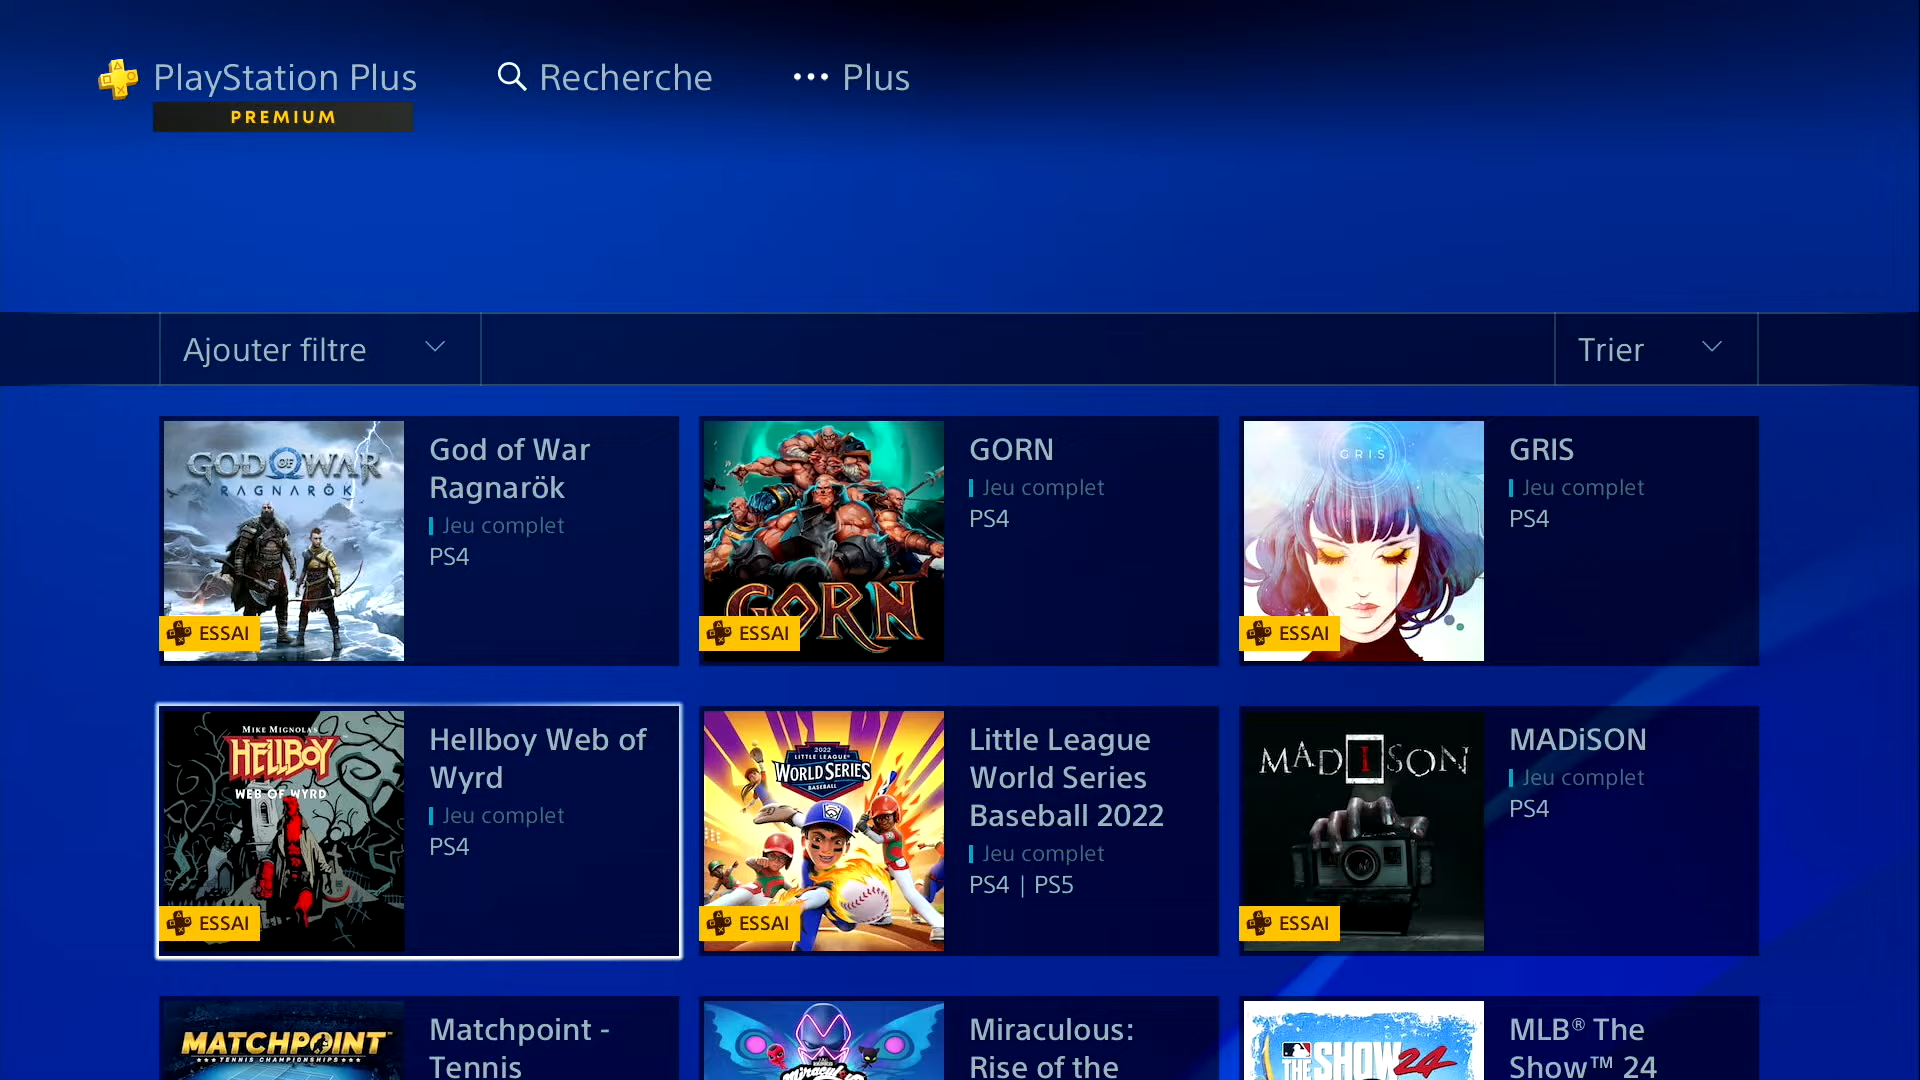 PlayStation Plus
PREMIUM
Recherche
Plus
Ajouter filtre
Trier
GOD OF WAR
RAGNARÖK
ESSAI
God of War
Ragnarök
Jeu complet
PS4
GORN
ESSAI
GORN
Jeu complet
PS4
GRIS
ESSAI
GRIS
Jeu complet
PS4
MIKE MIGNOLA'S
HELLBOY
WEB OF WYRD
ESSAI
Hellboy Web of
Wyrd
Jeu complet
PS4
2022
LITTLE LEAGUE®
WORLD SERIES
BASEBALL
ESSAI
Little League
World Series
Baseball 2022
Jeu complet
PS4 | PS5
MADISON
ESSAI
MADiSON
Jeu complet
PS4
MATCHPOINT
TENNIS CHAMPIONSHIPS
Matchpoint -
Tennis
Miraculous
Miraculous:
Rise of the
THE SHOW 24
MLB® The
Show™ 24